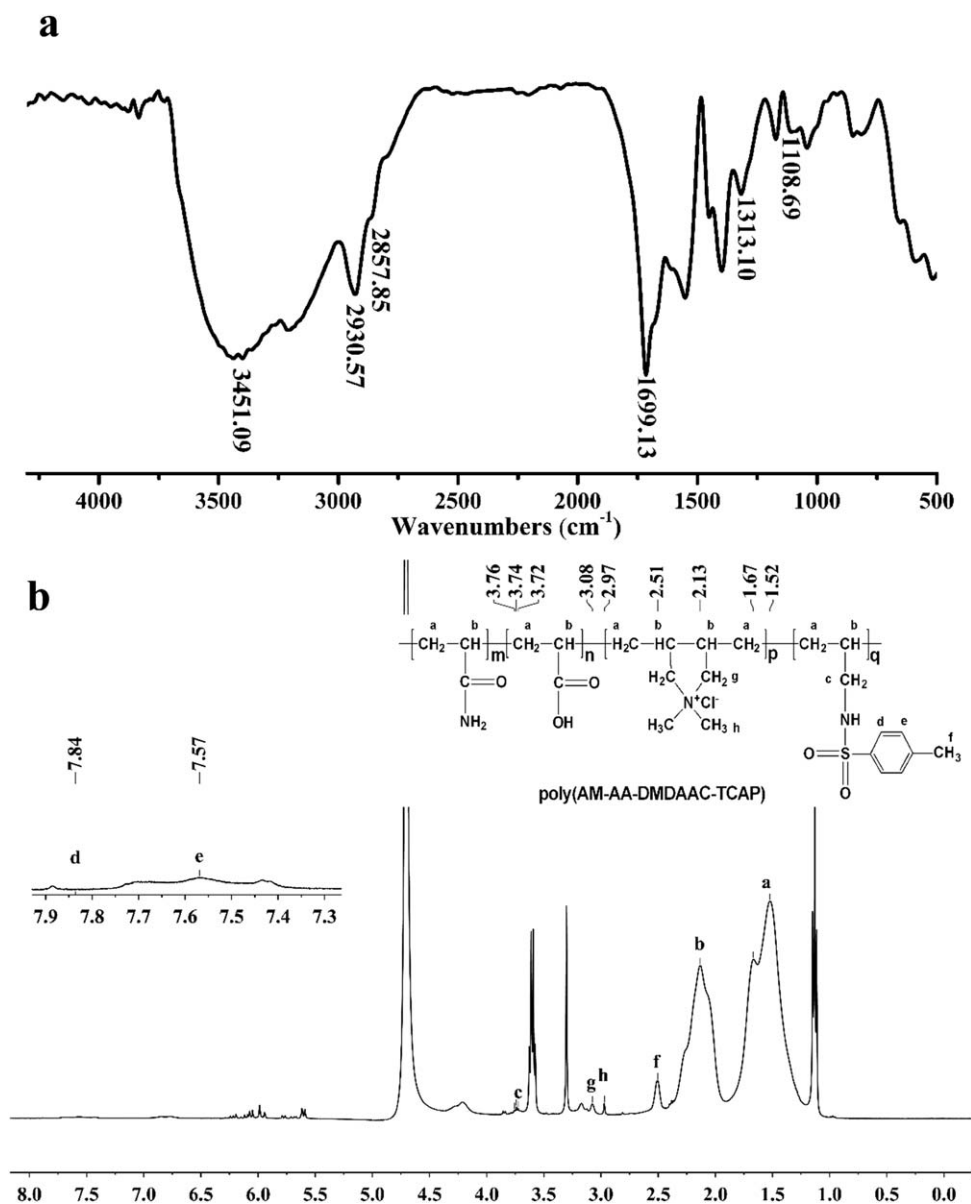 a
3451.09
2930.57
2857.85
1699.13
1313.10
1108.69
4000 3500 3000 2500 2000 1500 1000 500
Wavenumbers (cm⁻¹)
b
3.76 3.74 3.72 3.08 2.97 2.51 2.13 1.67 1.52
a b a b a b b a a b
CH₂ CH m CH₂ CH n H₂C CH CH CH₂ p CH₂ CH q
C O C O H₂C CH₂ g c CH₂
NH₂ OH N⁺ Cl⁻ NH d e
H₃C CH₃ h O S f CH₃
O
poly(AM-AA-DMDAAC-TCAP)
7.84 7.57
d e
7.9 7.8 7.7 7.6 7.5 7.4 7.3
c g h f b a
8.0 7.5 7.0 6.5 6.0 5.5 5.0 4.5 4.0 3.5 3.0 2.5 2.0 1.5 1.0 0.5 0.0